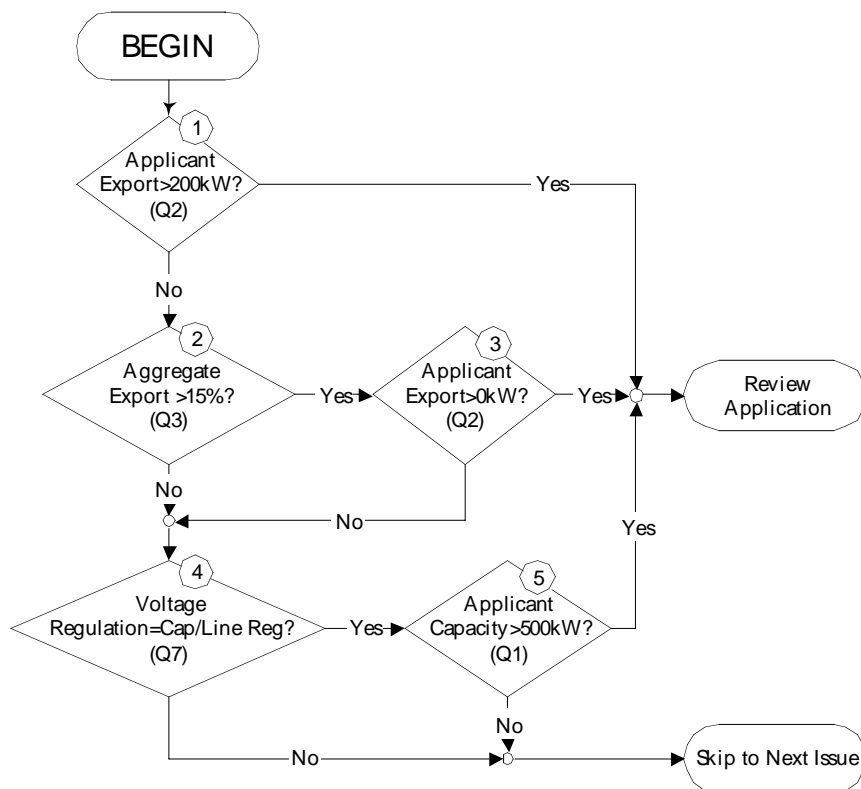 BEGIN
1
Applicant
Export>200kW?
(Q2)
Yes
No
2
Aggregate
Export >15%?
(Q3)
Yes
3
Applicant
Export>0kW?
(Q2)
Yes
Review
Application
No
No
Yes
4
Voltage
Regulation=Cap/Line Reg?
(Q7)
Yes
5
Applicant
Capacity>500kW?
(Q1)
No
No
Skip to Next Issue